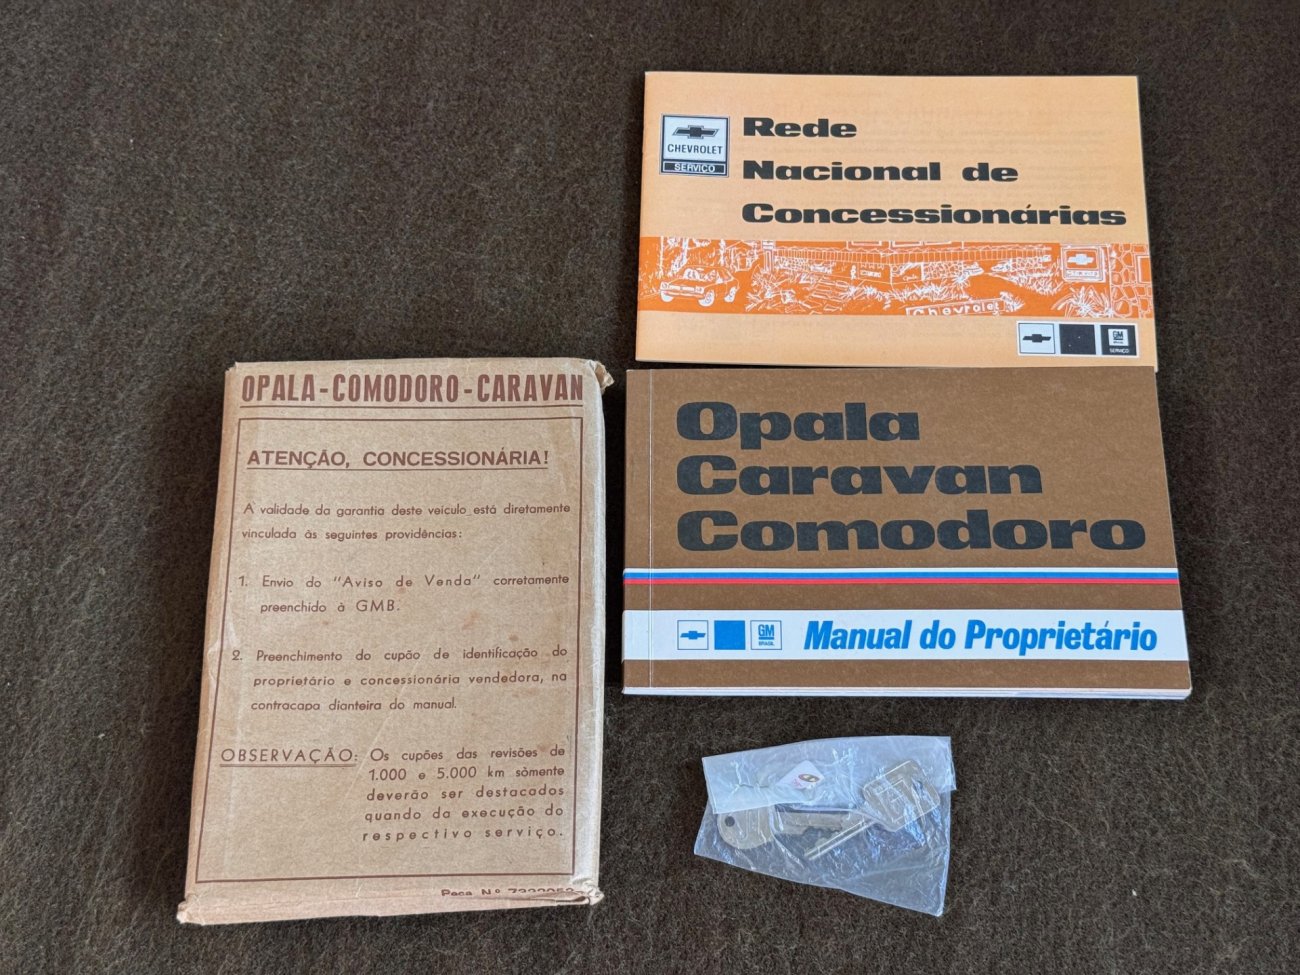 CHEVROLET
SERVIÇO
Rede
Nacional de
Concessionárias
Chevrolet
GM
BRASIL
SERVIÇO
OPALA-COMODORO-CARAVAN
ATENÇÃO, CONCESSIONÁRIA!
A validade da garantia deste veículo está diretamente
vinculada às seguintes providências:
1. Envio do "Aviso de Venda" corretamente
preenchido à GMB.
2. Preenchimento do cupão de identificação do
proprietário e concessionária vendedora, na
contracapa dianteira do manual.
OBSERVAÇÃO: Os cupões das revisões de
1.000 e 5.000 km sòmente
deverão ser destacados
quando da execução do
respectivo serviço.
Peça N.º
Opala
Caravan
Comodoro
GM
BRASIL
Manual do Proprietário